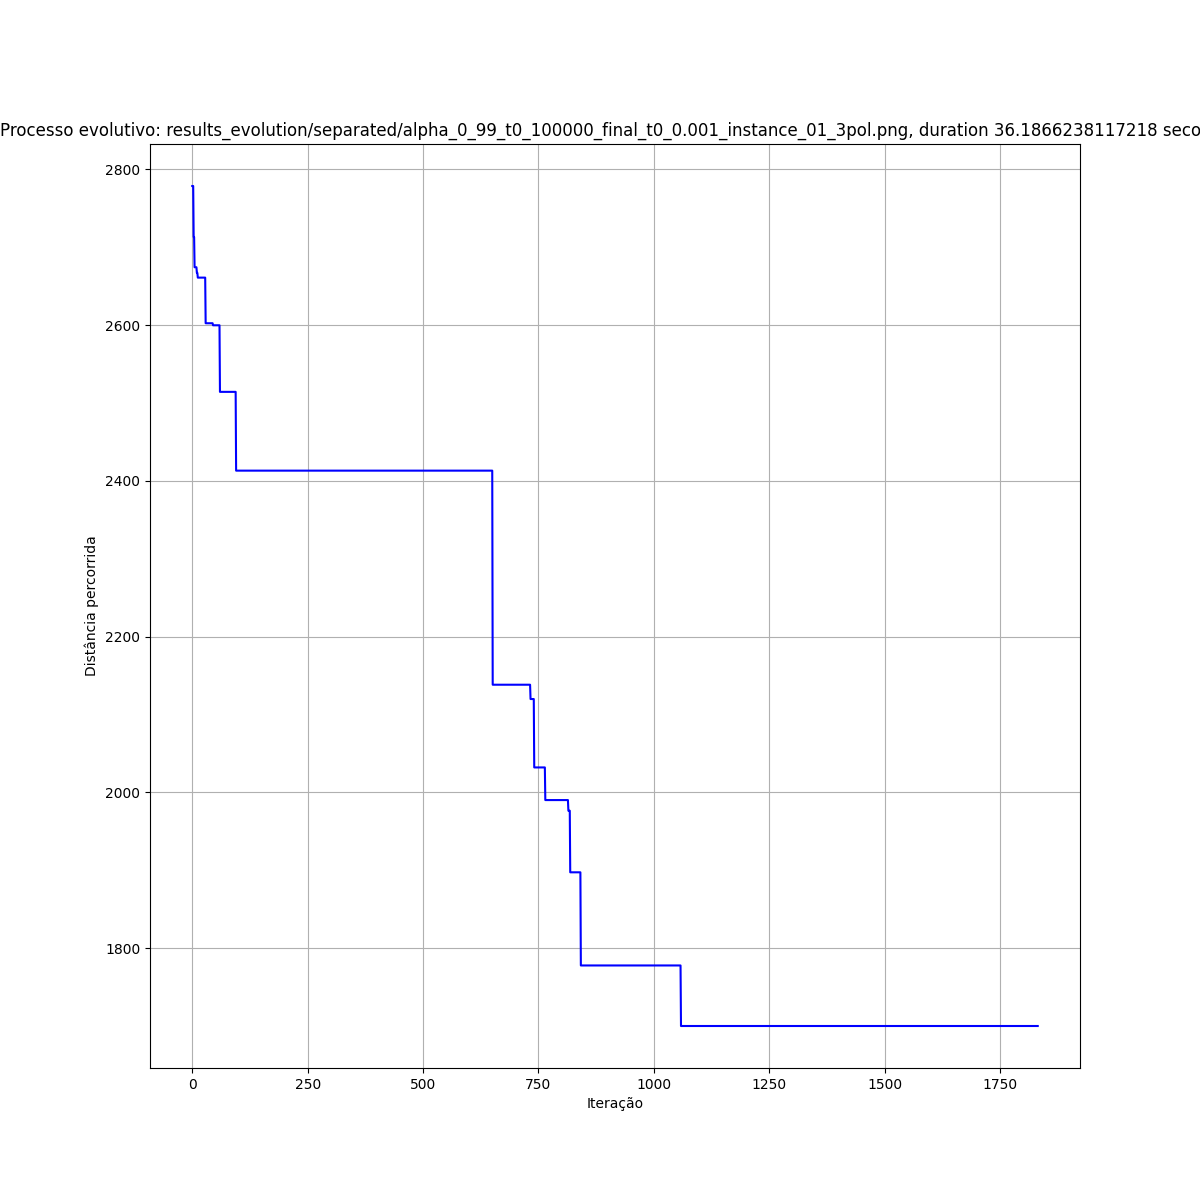 Processo evolutivo: results_evolution/separated/alpha_0_99_t0_100000_final_t0_0.001_instance_01_3pol.png, duration 36.1866238117218 seco
2800
2600
2400
2200
2000
1800
Distância percorrida
0 250 500 750 1000 1250 1500 1750
Iteração